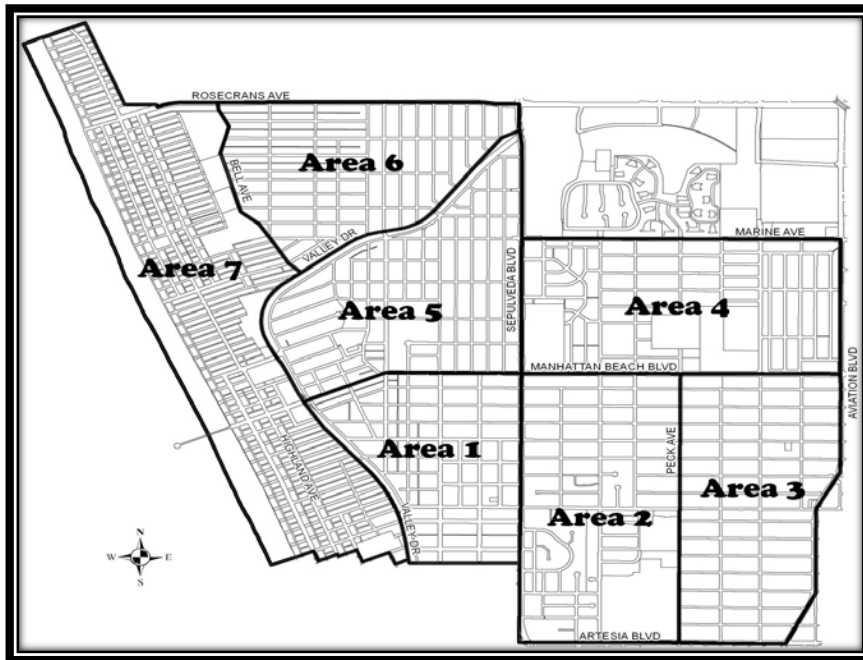 ROSECRANS AVE
Area 6
BELL AVE
VALLEY DR
MARINE AVE
Area 7
SEPULVEDA BLVD
Area 5
Area 4
MANHATTAN BEACH BLVD
AVIATION BLVD
HIGHLAND AVE
Area 1
PECK AVE
VALLEY DR
Area 2
Area 3
N
W
E
S
ARTESIA BLVD